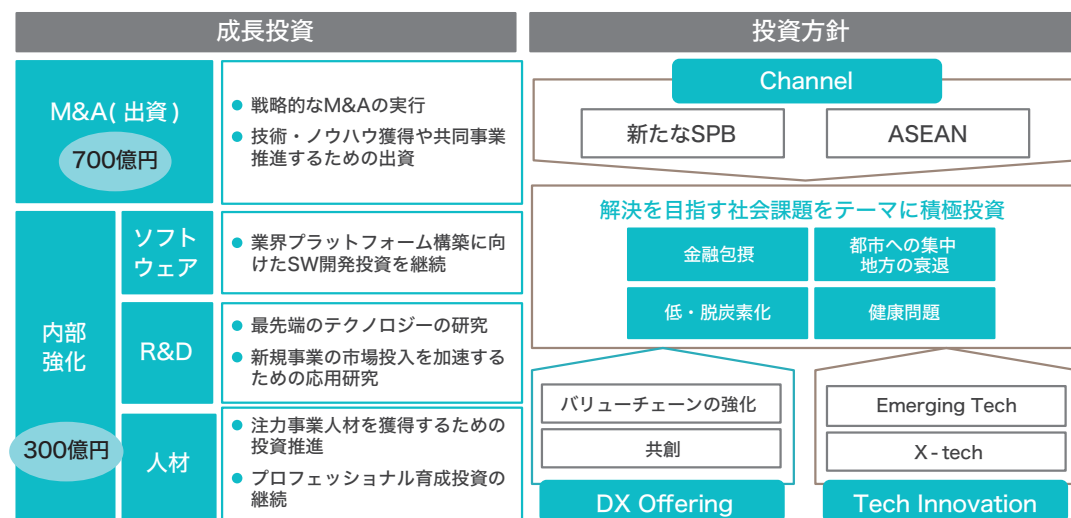 成長投資
M&A( 出資 )
700億円
● 戦略的なM&Aの実行
● 技術・ノウハウ獲得や共同事業
推進するための出資
内部
強化
300億円
ソフト
ウェア
● 業界プラットフォーム構築に向
けたSW開発投資を継続
R&D
● 最先端のテクノロジーの研究
● 新規事業の市場投入を加速する
ための応用研究
人材
● 注力事業人材を獲得するための
投資推進
● プロフェッショナル育成投資の
継続
投資方針
Channel
新たなSPB
ASEAN
解決を目指す社会課題をテーマに積極投資
金融包摂
都市への集中
地方の衰退
低・脱炭素化
健康問題
バリューチェーンの強化
共創
DX Offering
Emerging Tech
X - tech
Tech Innovation